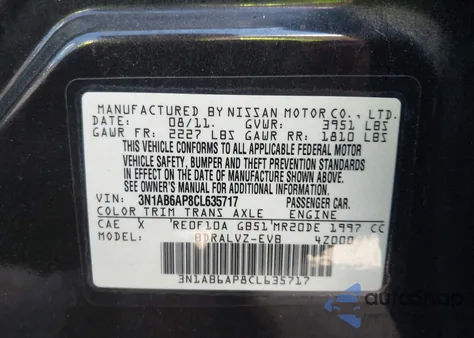 MANUFACTURED BY NISSAN MOTOR CO., LTD.
DATE: 08/11. GVWR: 3951 LBS
GAWR FR: 2227 LBS GAWR RR: 1810 LBS
THIS VEHICLE CONFORMS TO ALL APPLICABLE FEDERAL MOTOR
VEHICLE SAFETY, BUMPER AND THEFT PREVENTION STANDARDS
IN EFFECT ON THE DATE OF MANUFACTURE SHOWN ABOVE.
SEE OWNER'S MANUAL FOR ADDITIONAL INFORMATION.
VIN: 3N1AB6AP8CL635717 PASSENGER CAR.
COLOR TRIM TRANS AXLE ENGINE
CAE X RE0F10A GB51 MR20DE 1997 CC
MODEL: BDRALVZ-EVB 4Z000
3N1AB6AP8CL635717
autosnap